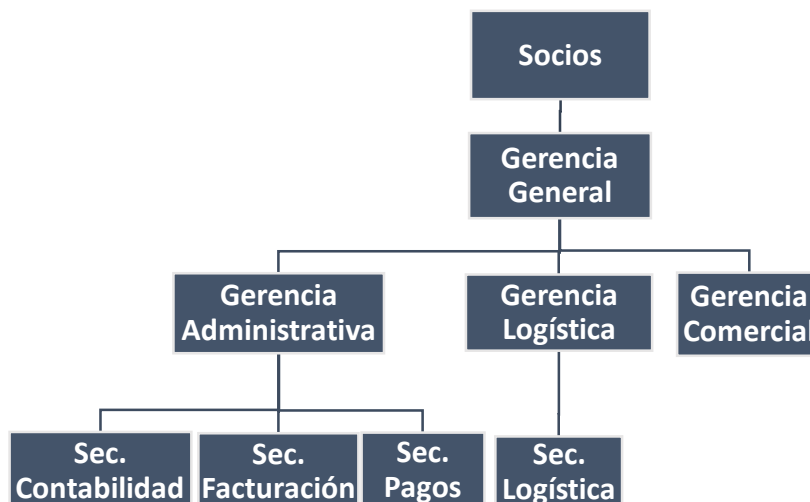 Socios
Gerencia
General
Gerencia
Administrativa
Gerencia
Logística
Gerencia
Comercial
Sec.
Contabilidad
Sec.
Facturación
Sec.
Pagos
Sec.
Logística